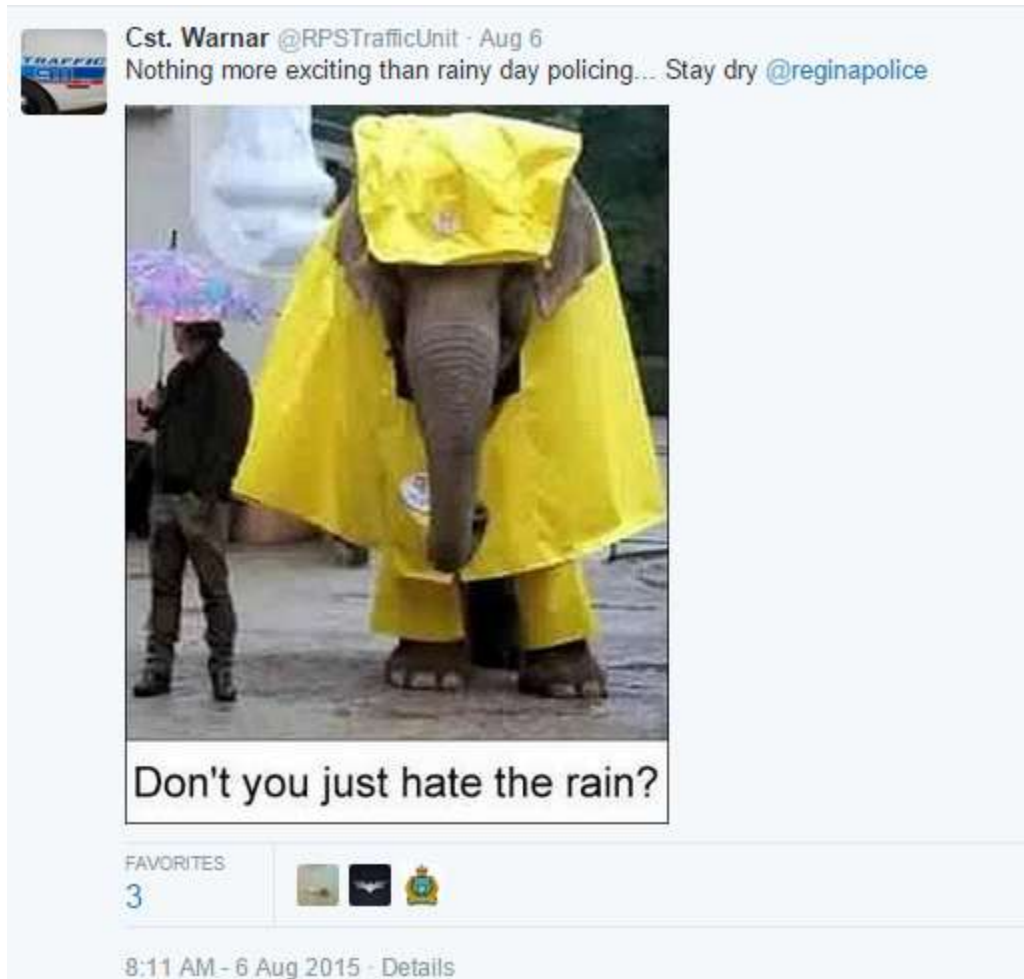 Cst. Warnar @RPSTrafficUnit · Aug 6
Nothing more exciting than rainy day policing... Stay dry @reginapolice
TRAFFIC
Don't you just hate the rain?
FAVORITES
3
8:11 AM - 6 Aug 2015 · Details